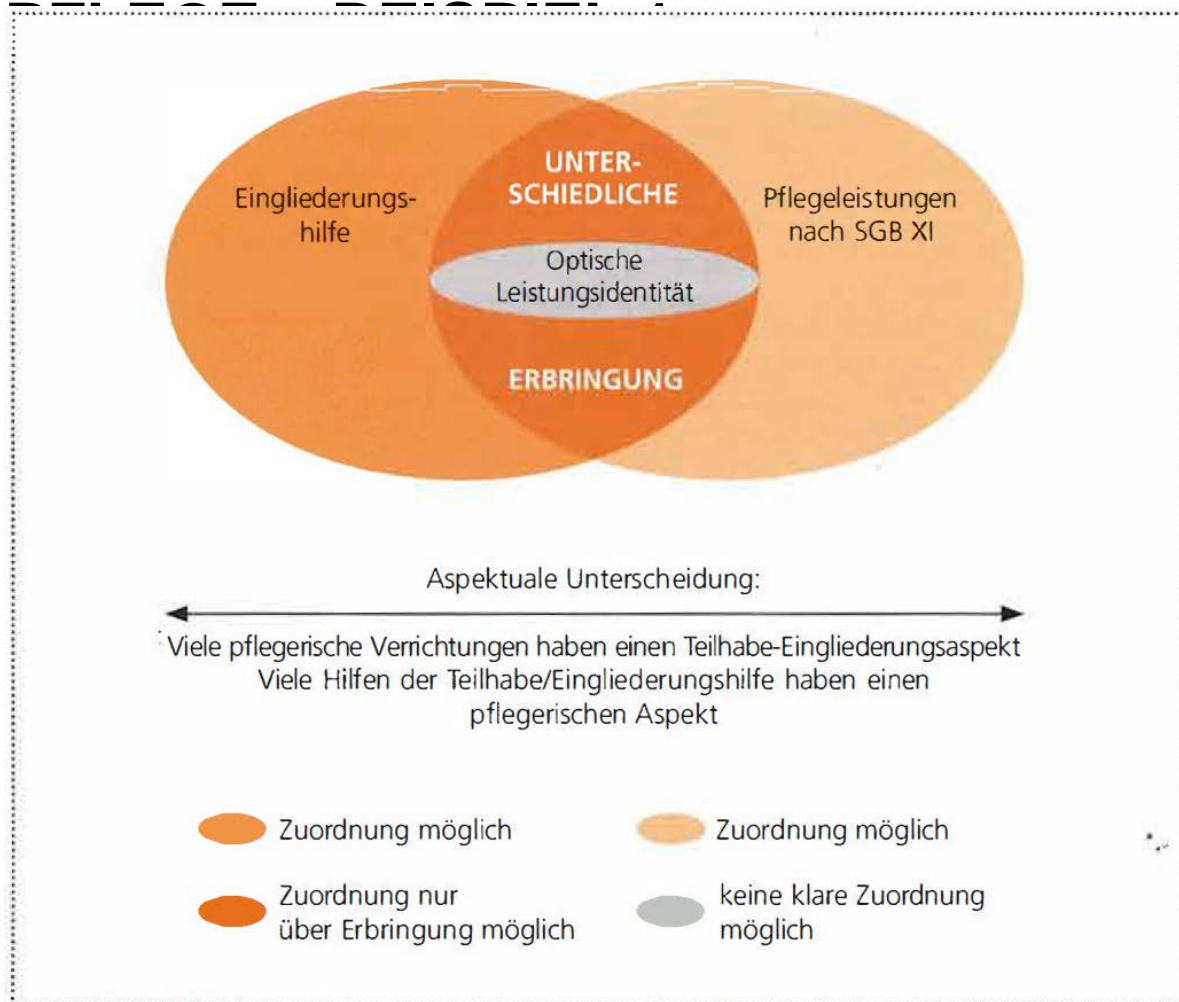 Eingliederungs-
hilfe
UNTER-
SCHIEDLICHE
Optische
Leistungsidentität
ERBRINGUNG
Pflegeleistungen
nach SGB XI
Aspektuale Unterscheidung:
Viele pflegerische Verrichtungen haben einen Teilhabe-Eingliederungsaspekt
Viele Hilfen der Teilhabe/Eingliederungshilfe haben einen
pflegerischen Aspekt
Zuordnung möglich
Zuordnung möglich
Zuordnung nur
über Erbringung möglich
keine klare Zuordnung
möglich